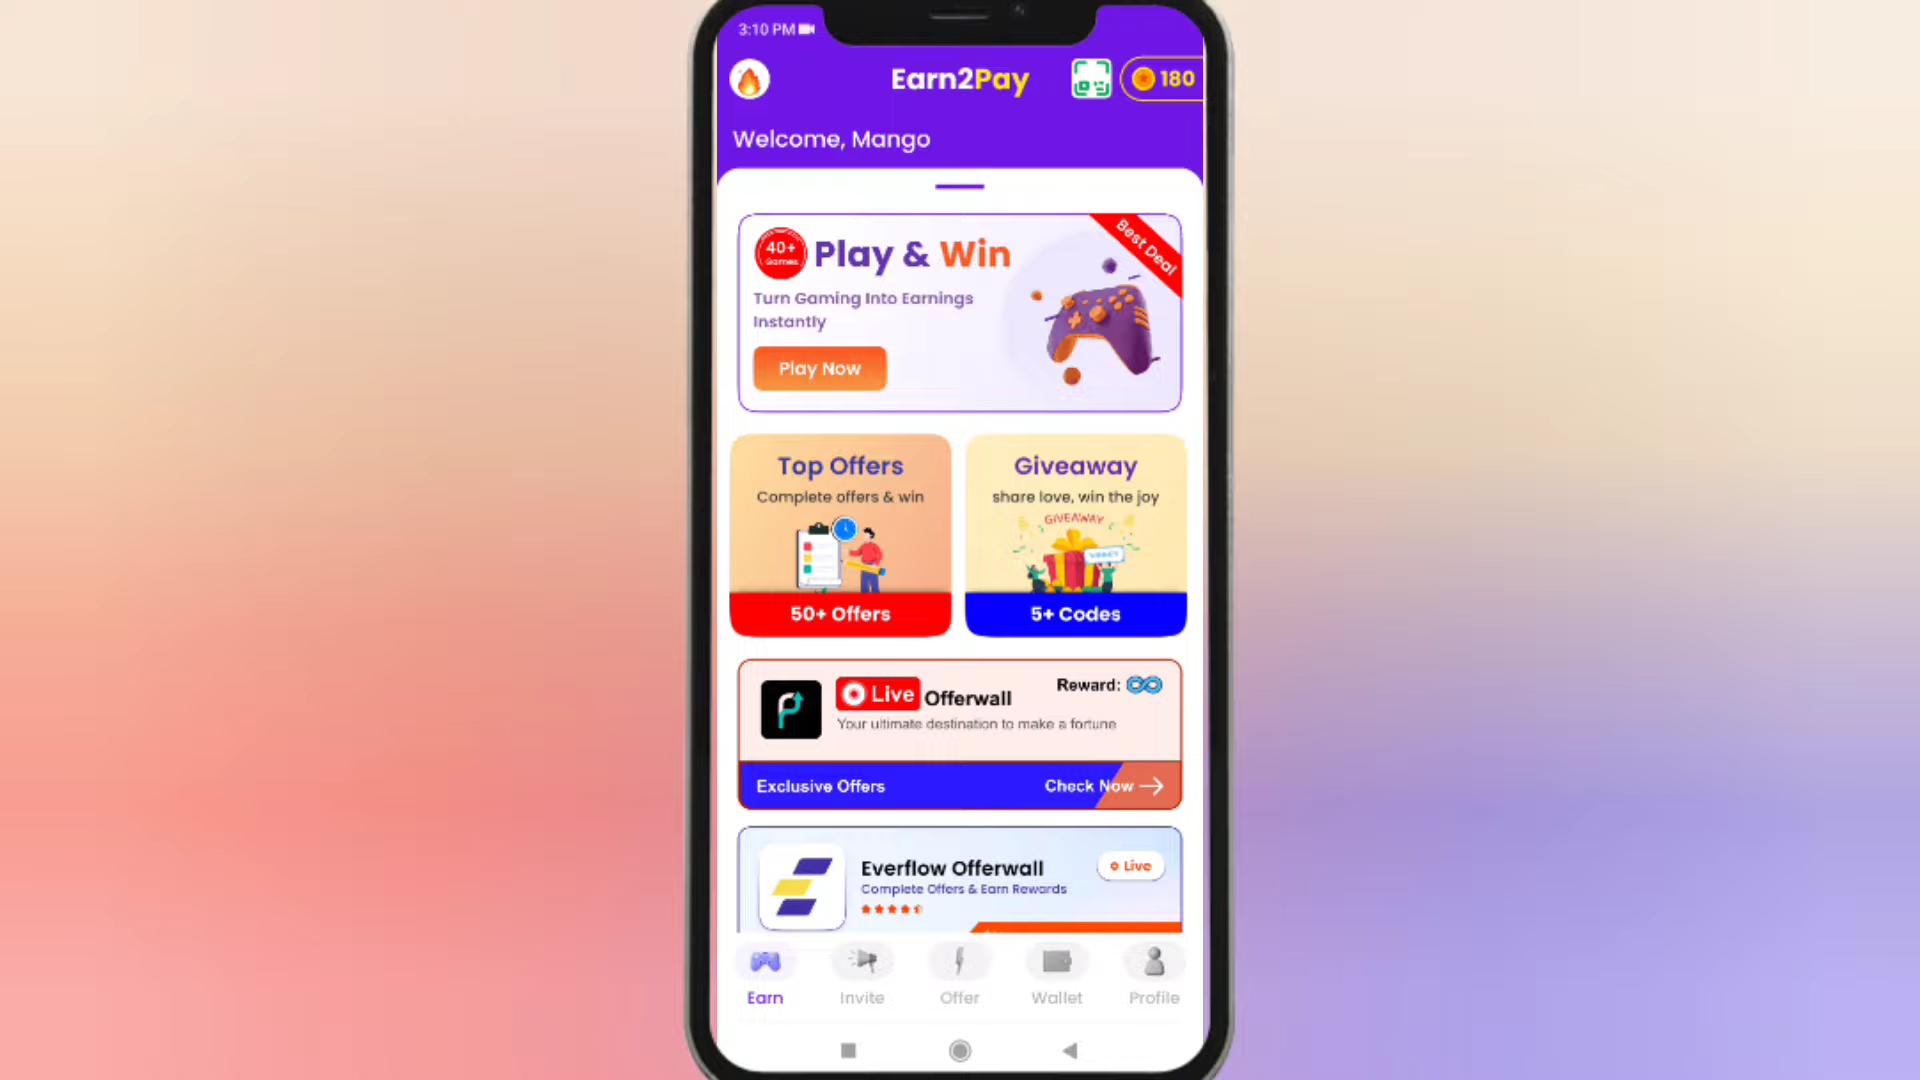 3:10 PM
Earn2Pay
180
Welcome, Mango
40+
Games
Play & Win
Best Deal
Turn Gaming Into Earnings
Instantly
Play Now
Top Offers
Complete offers & win
50+ Offers
Giveaway
share love, win the joy
GIVEAWAY
5+ Codes
Live Offerwall
Reward:
Your ultimate destination to make a fortune
Exclusive Offers
Check Now
Everflow Offerwall
Live
Complete Offers & Earn Rewards
Earn
Invite
Offer
Wallet
Profile